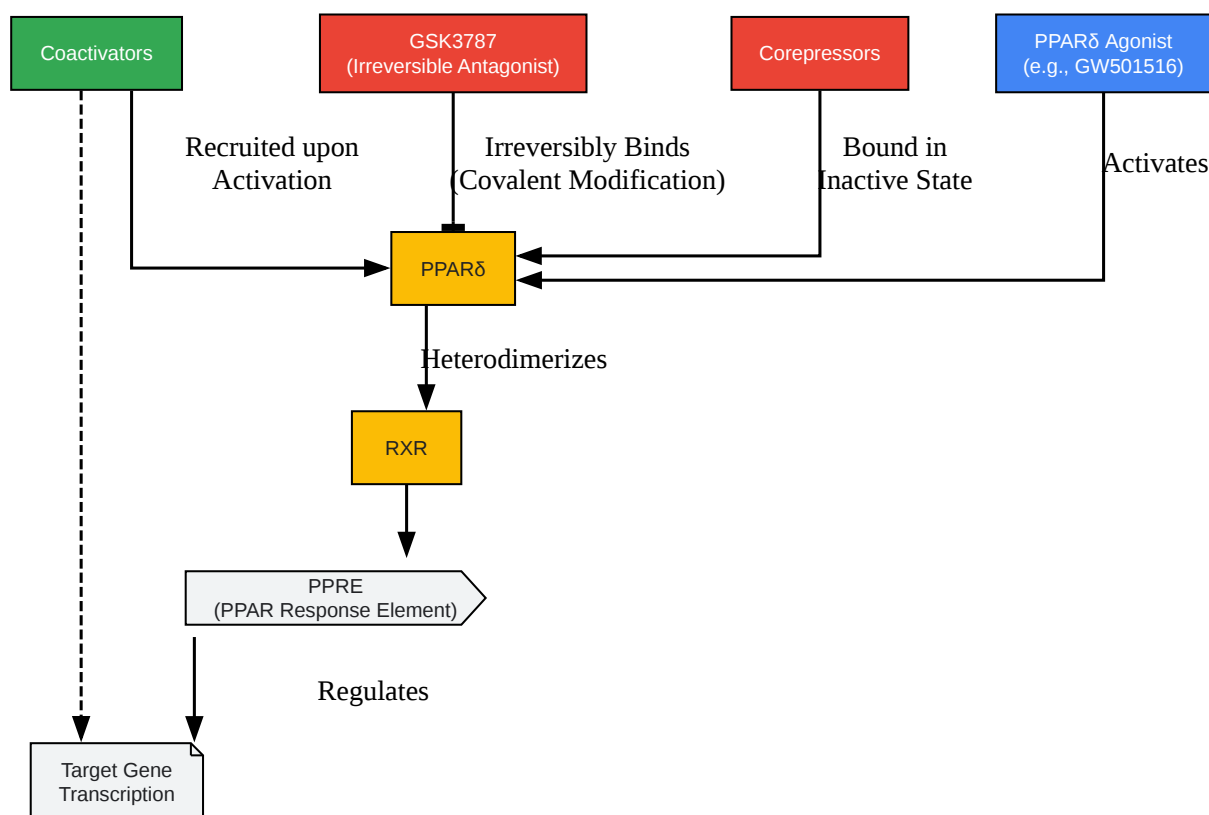 Coactivators
GSK3787
(Irreversible Antagonist)
Corepressors
PPARδ Agonist
(e.g., GW501516)
Recruited upon
Activation
Irreversibly Binds
(Covalent Modification)
Bound in
Inactive State
Activates
PPARδ
Heterodimerizes
RXR
PPRE
(PPAR Response Element)
Regulates
Target Gene
Transcription